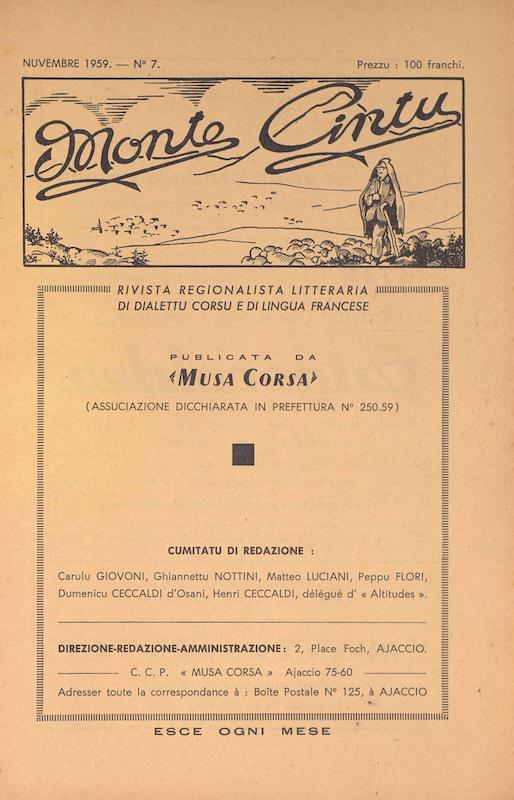 NUVEMBRE 1959. — N° 7.
Prezzu : 100 franchi.
Monte Cintu
RIVISTA REGIONALISTA LITTERARIA
DI DIALETTU CORSU E DI LINGUA FRANCESE
PUBLICATA DA
« MUSA CORSA »
(ASSUCIAZIONE DICCHIARATA IN PREFETTURA N° 250.59)
CUMITATU DI REDAZIONE :
Carulu GIOVONI, Ghiannettu NOTTINI, Matteo LUCIANI, Peppu FLORI,
Dumenicu CECCALDI d'Osani, Henri CECCALDI, délégué d' « Altitudes ».
DIREZIONE-REDAZIONE-AMMINISTRAZIONE : 2, Place Foch, AJACCIO.
C. C. P. « MUSA CORSA » Ajaccio 75-60
Adresser toute la correspondance à : Boîte Postale N° 125, à AJACCIO
ESCE OGNI MESE